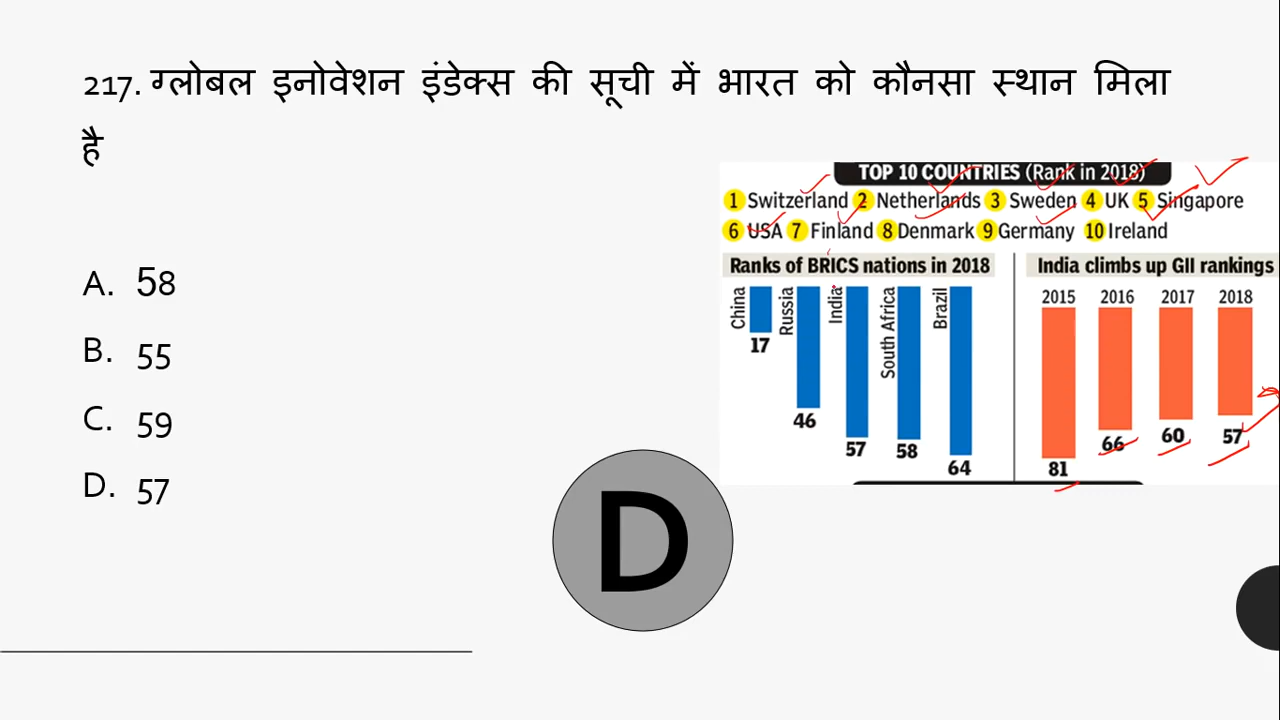 217. ग्लोबल इनोवेशन इंडेक्स की सूची में भारत को कौनसा स्थान मिला
है
A. 58
B. 55
C. 59
D. 57
D
TOP 10 COUNTRIES (Rank in 2018)
1 Switzerland 2 Netherlands 3 Sweden 4 UK 5 Singapore
6 USA 7 Finland 8 Denmark 9 Germany 10 Ireland
Ranks of BRICS nations in 2018
China Russia India South Africa Brazil
17 46 57 58 64
India climbs up GII rankings
2015 2016 2017 2018
81 66 60 57